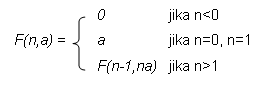 0 jika n<0
F(n,a) = a jika n=0, n=1
F(n-1,na) jika n>1